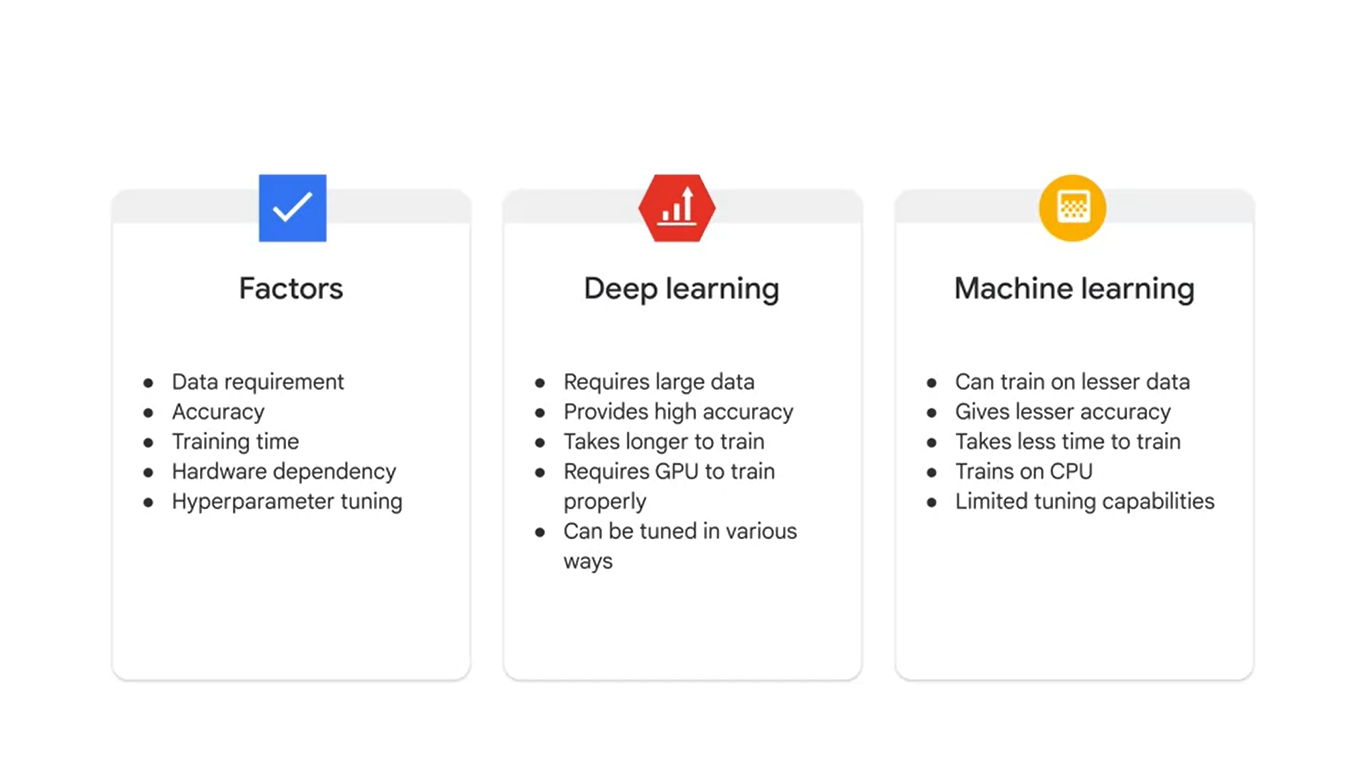 Factors
● Data requirement
● Accuracy
● Training time
● Hardware dependency
● Hyperparameter tuning
Deep learning
● Requires large data
● Provides high accuracy
● Takes longer to train
● Requires GPU to train
properly
● Can be tuned in various
ways
Machine learning
● Can train on lesser data
● Gives lesser accuracy
● Takes less time to train
● Trains on CPU
● Limited tuning capabilities